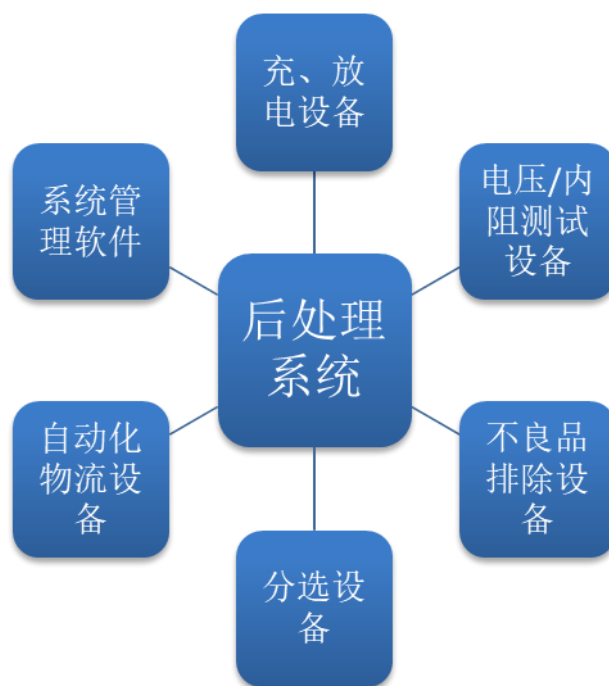 充、放
电设备
系统管
理软件
电压/内
阻测试
设备
后处理
系统
自动化
物流设
备
不良品
排除设
备
分选设
备